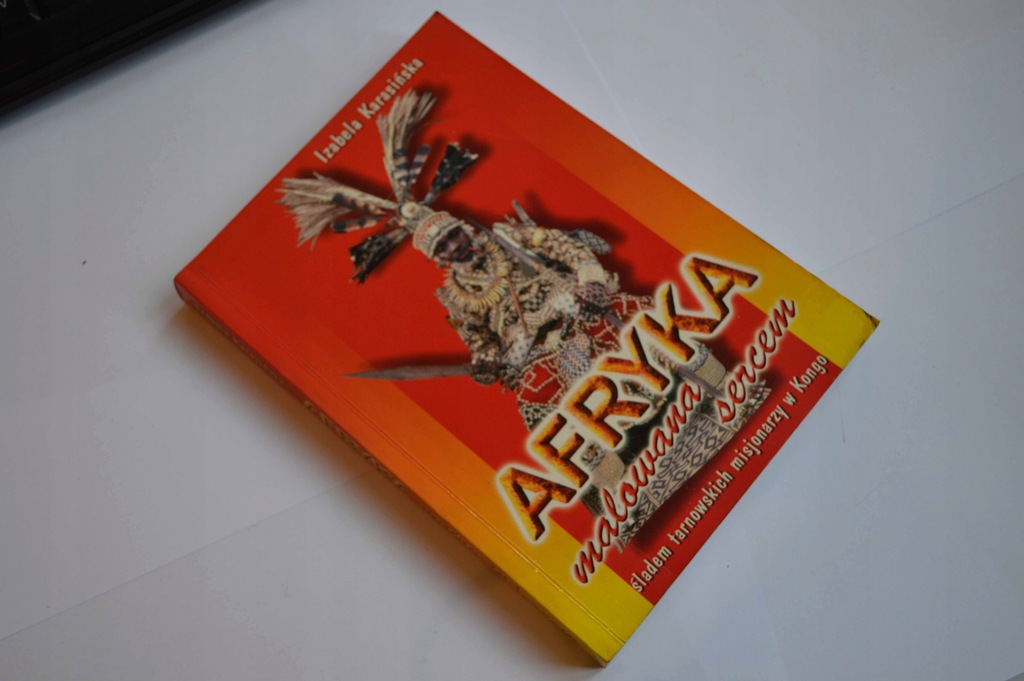 Izabela Karasińska
AFRYKA
malowana sercem
śladem tarnowskich misjonarzy w Kongo